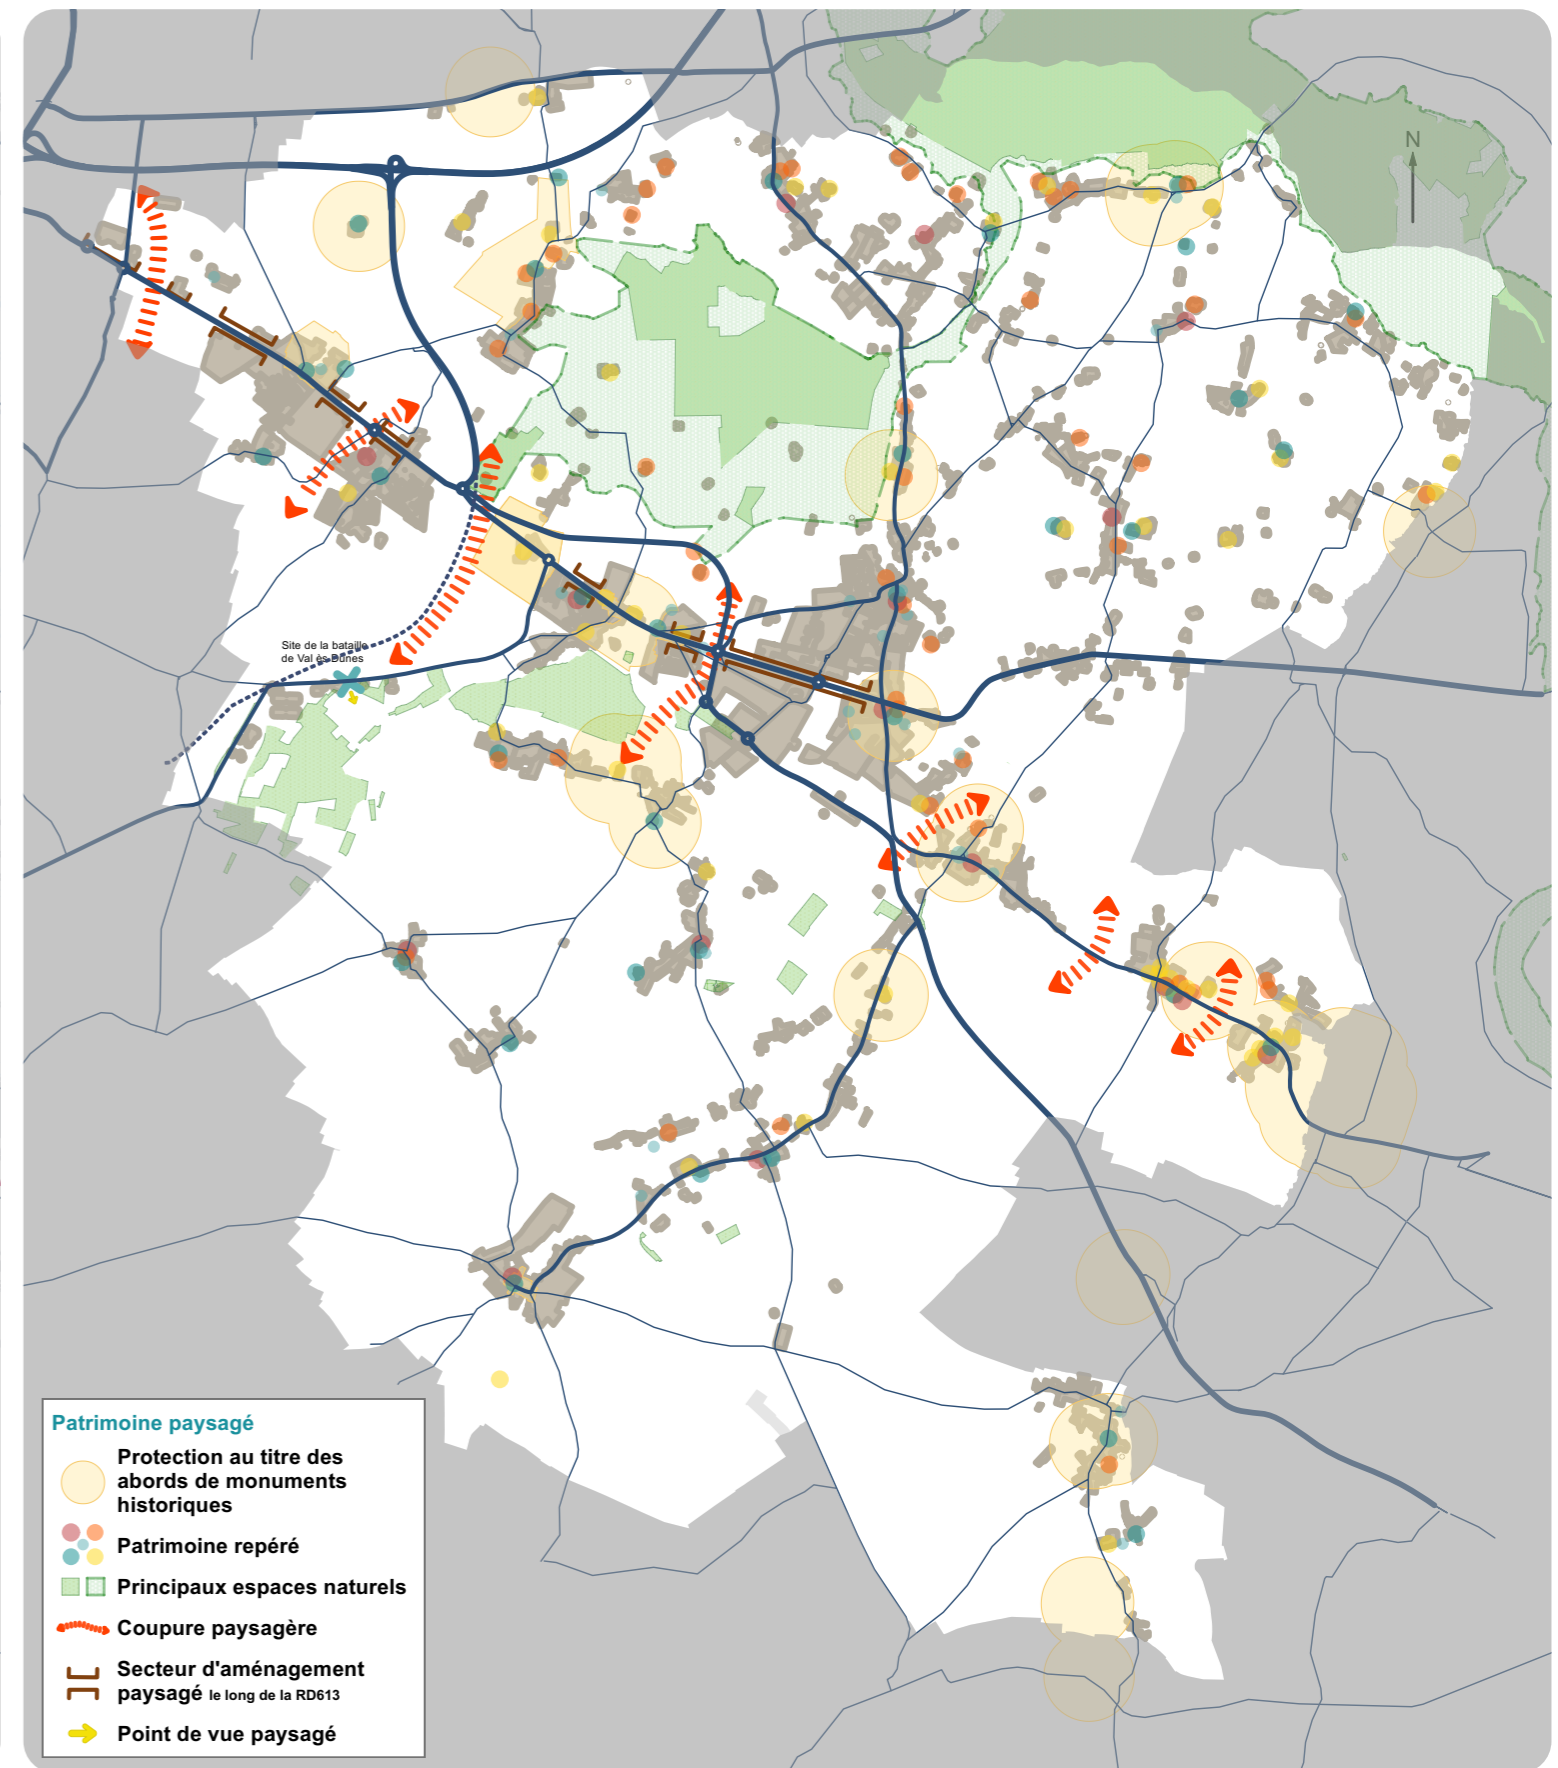 N
Site de la bataille
de Val ès Dunes
Patrimoine paysagé
Protection au titre des
abords de monuments
historiques
Patrimoine repéré
Principaux espaces naturels
Coupure paysagère
Secteur d'aménagement
paysagé le long de la RD613
Point de vue paysagé